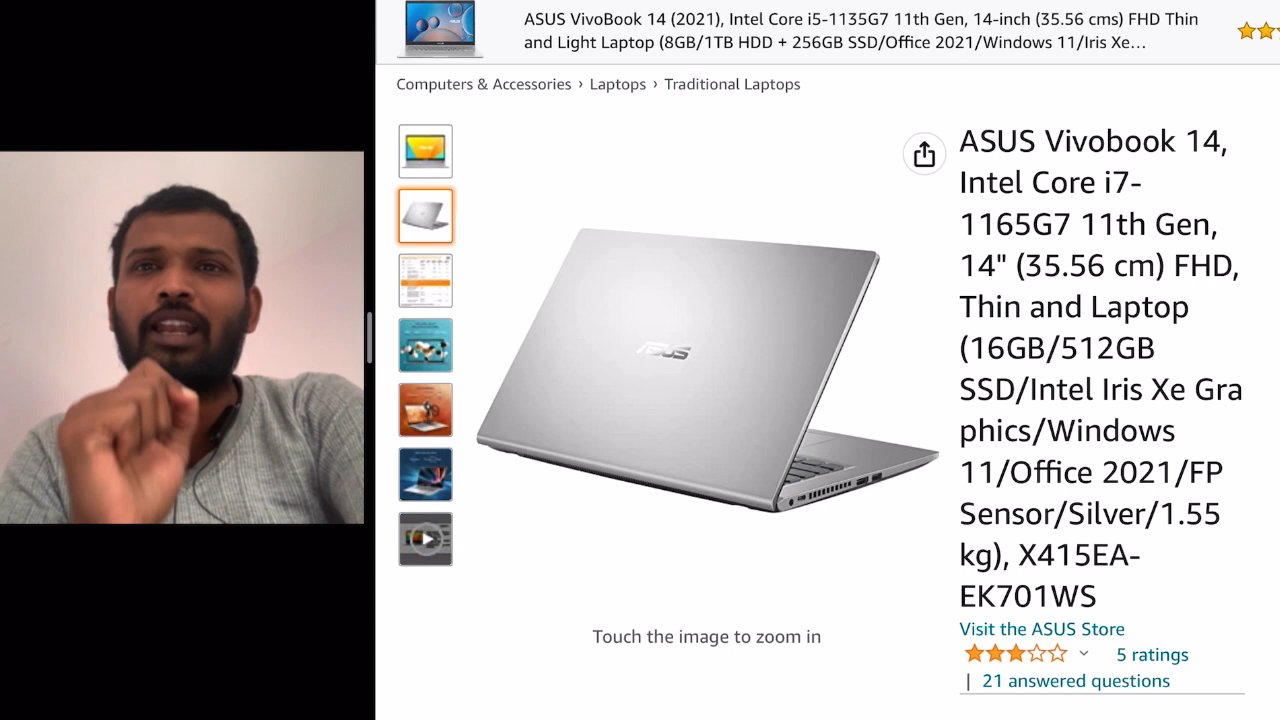 ASUS VivoBook 14 (2021), Intel Core i5-1135G7 11th Gen, 14-inch (35.56 cms) FHD Thin
and Light Laptop (8GB/1TB HDD + 256GB SSD/Office 2021/Windows 11/Iris Xe…
Computers & Accessories › Laptops › Traditional Laptops
ASUS
ASUS Vivobook 14,
Intel Core i7-
1165G7 11th Gen,
14" (35.56 cm) FHD,
Thin and Laptop
(16GB/512GB
SSD/Intel Iris Xe Gra
phics/Windows
11/Office 2021/FP
Sensor/Silver/1.55
kg), X415EA-
EK701WS
Touch the image to zoom in
Visit the ASUS Store
5 ratings
| 21 answered questions